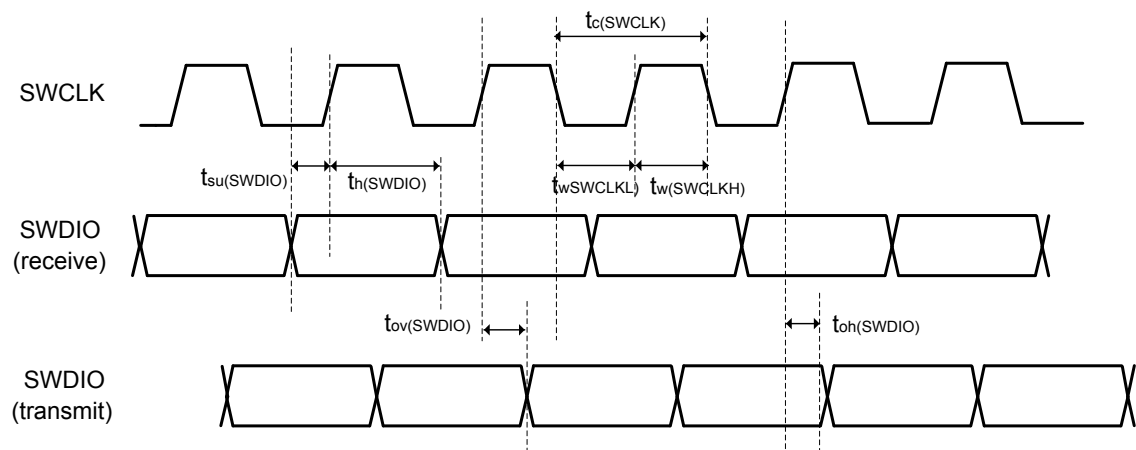 tc(SWCLK)
SWCLK
tsu(SWDIO)
th(SWDIO)
twSWCLKL)
tw(SWCLKH)
SWDIO
(receive)
tov(SWDIO)
toh(SWDIO)
SWDIO
(transmit)